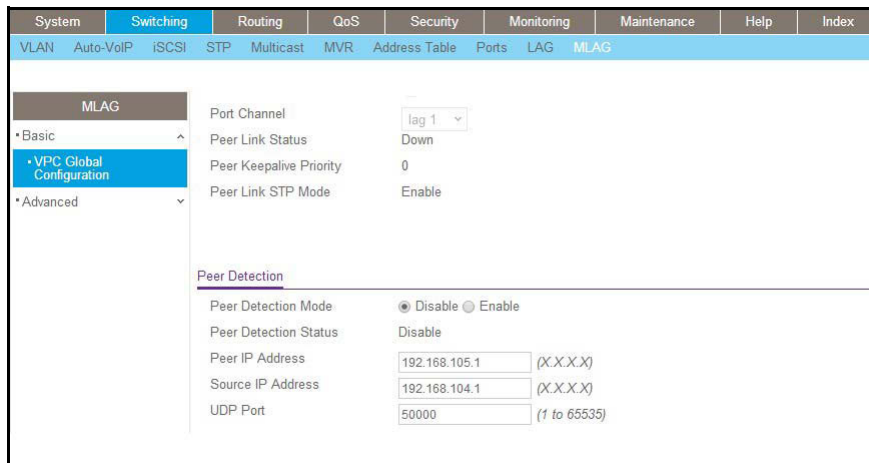 System Switching Routing QoS Security Monitoring Maintenance Help Index
VLAN Auto-VoIP iSCSI STP Multicast MVR Address Table Ports LAG MLAG
MLAG
Basic
VPC Global
Configuration
Advanced
Port Channel lag 1
Peer Link Status Down
Peer Keepalive Priority 0
Peer Link STP Mode Enable
Peer Detection
Peer Detection Mode Disable Enable
Peer Detection Status Disable
Peer IP Address 192.168.105.1 (X.X.X.X)
Source IP Address 192.168.104.1 (X.X.X.X)
UDP Port 50000 (1 to 65535)